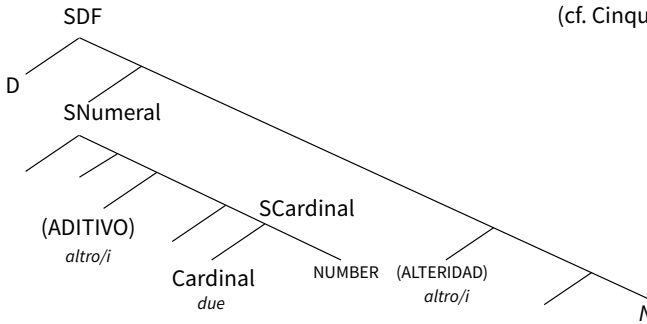 SDF
(cf. Cinqu
D
SNumeral
SCardinal
(ADITIVO)
altro/i
Cardinal
due
NUMBER
(ALTERIDAD)
altro/i
N